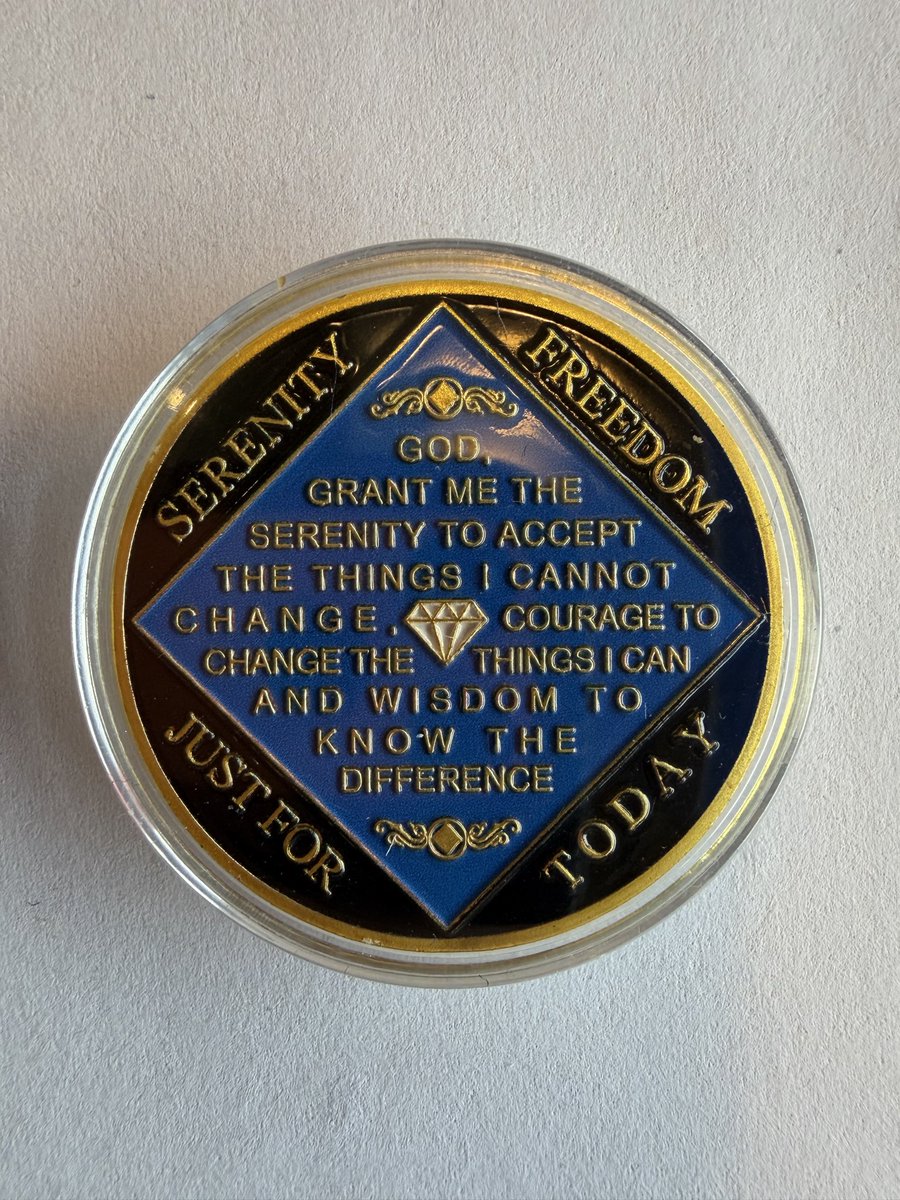 SERENITY
FREEDOM
GOD,
GRANT ME THE
SERENITY TO ACCEPT
THE THINGS I CANNOT
CHANGE, COURAGE TO
CHANGE THE THINGS I CAN
AND WISDOM TO
KNOW THE
DIFFERENCE
JUST FOR
TODAY